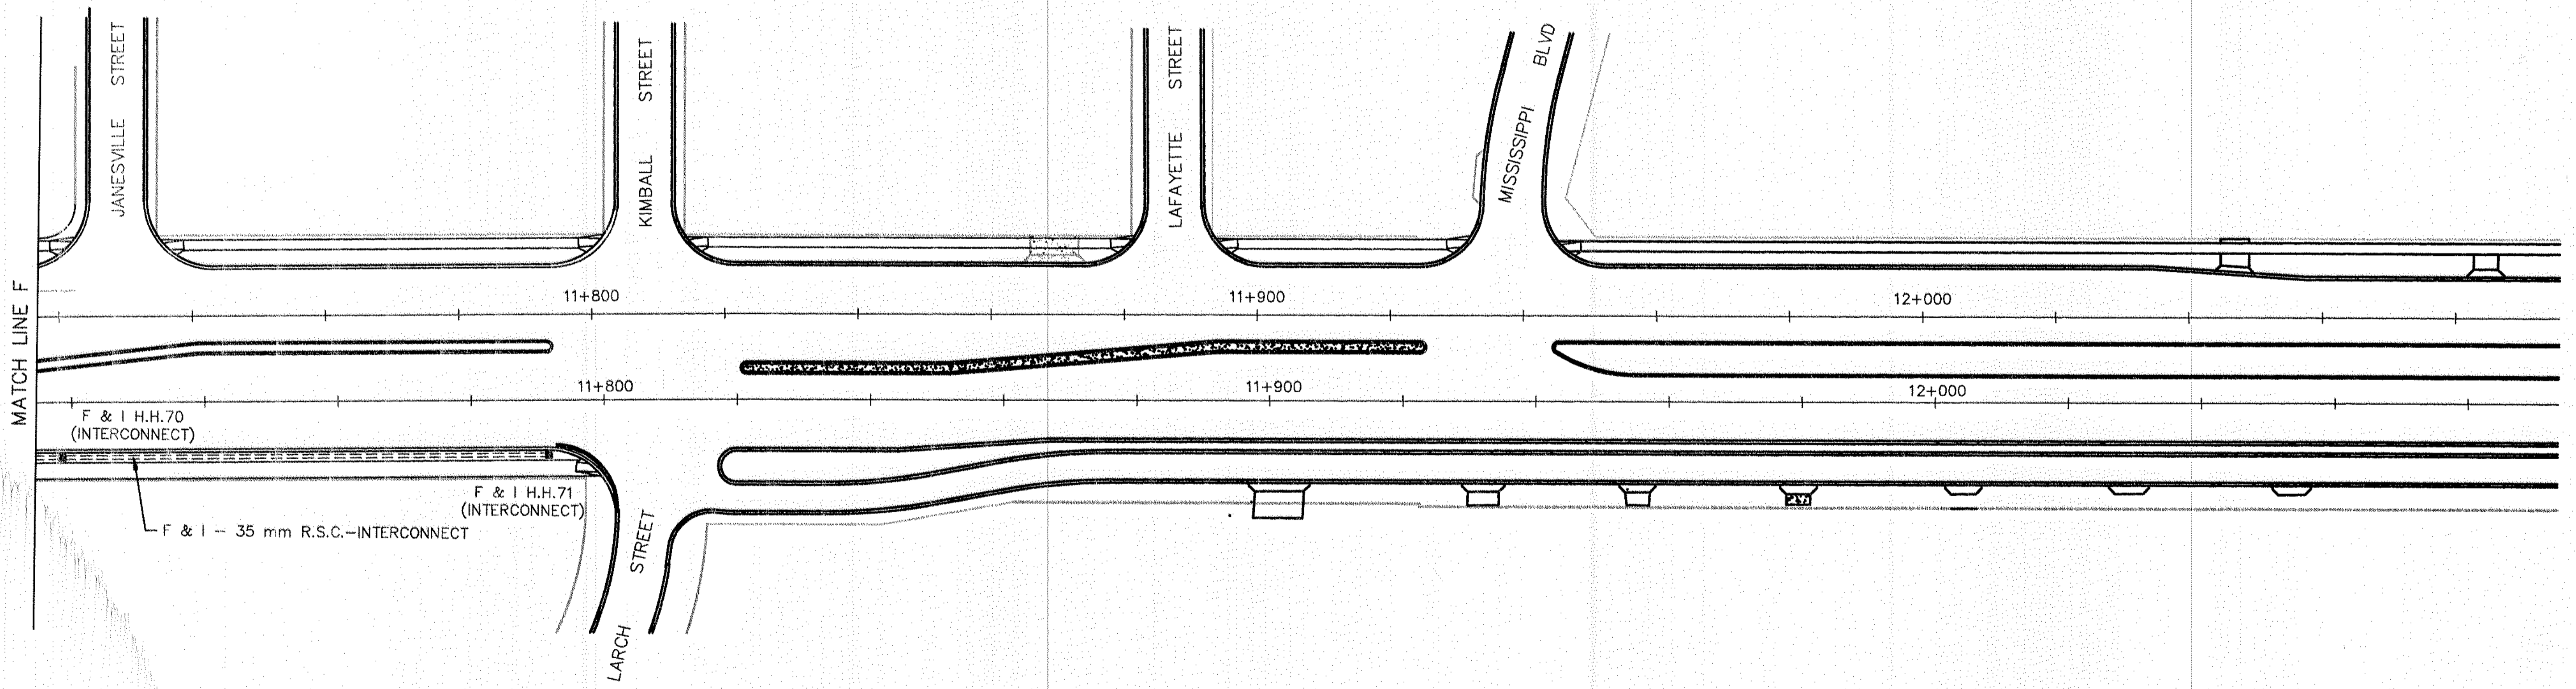 JANESVILLE STREET
KIMBALL STREET
LAFAYETTE STREET
MISSISSIPPI BLVD
11+800
11+900
12+000
MATCH LINE F
11+800
11+900
12+000
F & I H.H.70
(INTERCONNECT)
F & I H.H.71
(INTERCONNECT)
F & I - 35 mm R.S.C.-INTERCONNECT
LARCH STREET